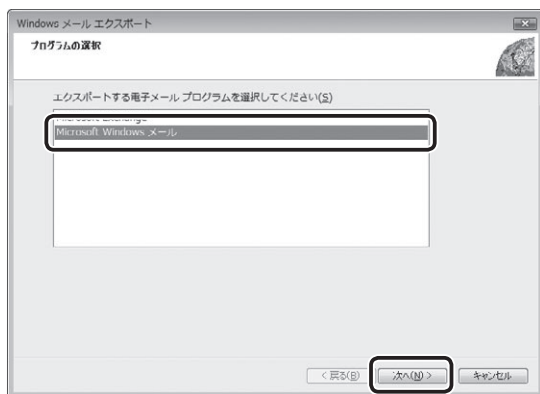 Windows メール エクスポート
プログラムの選択
エクスポートする電子メール プログラムを選択してください(S)
Microsoft Exchange
Microsoft Windows メール
< 戻る(B)
次へ(N) >
キャンセル